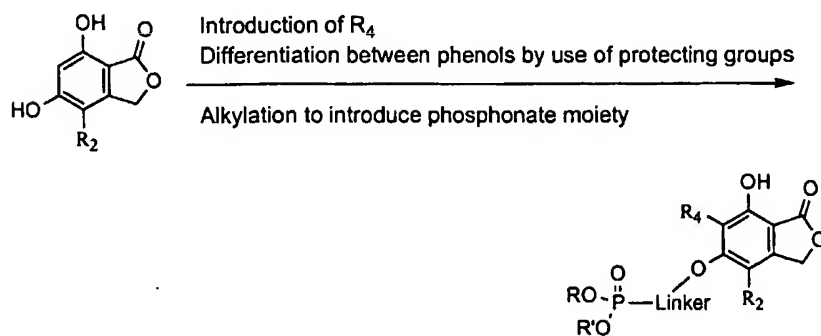 OH
O
O
HO
R2
Introduction of R4
Differentiation between phenols by use of protecting groups
Alkylation to introduce phosphonate moiety
OH
O
R4
O
O
O
RO-P-Linker
R2
R'O